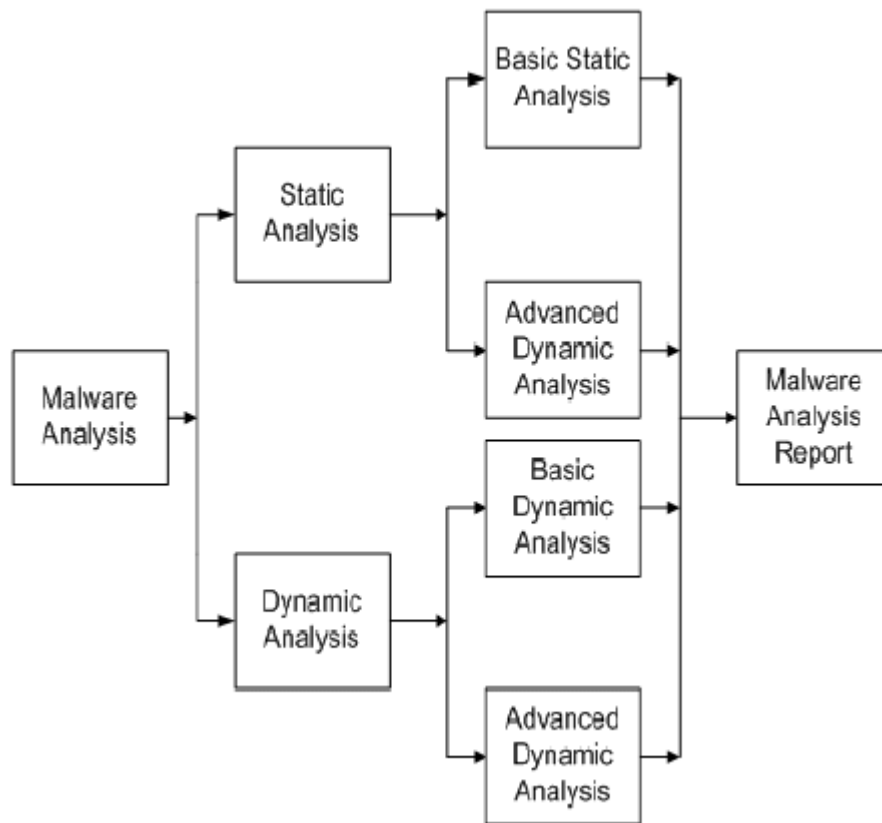 Basic Static
Analysis
Static
Analysis
Advanced
Dynamic
Analysis
Malware
Analysis
Malware
Analysis
Report
Basic
Dynamic
Analysis
Dynamic
Analysis
Advanced
Dynamic
Analysis